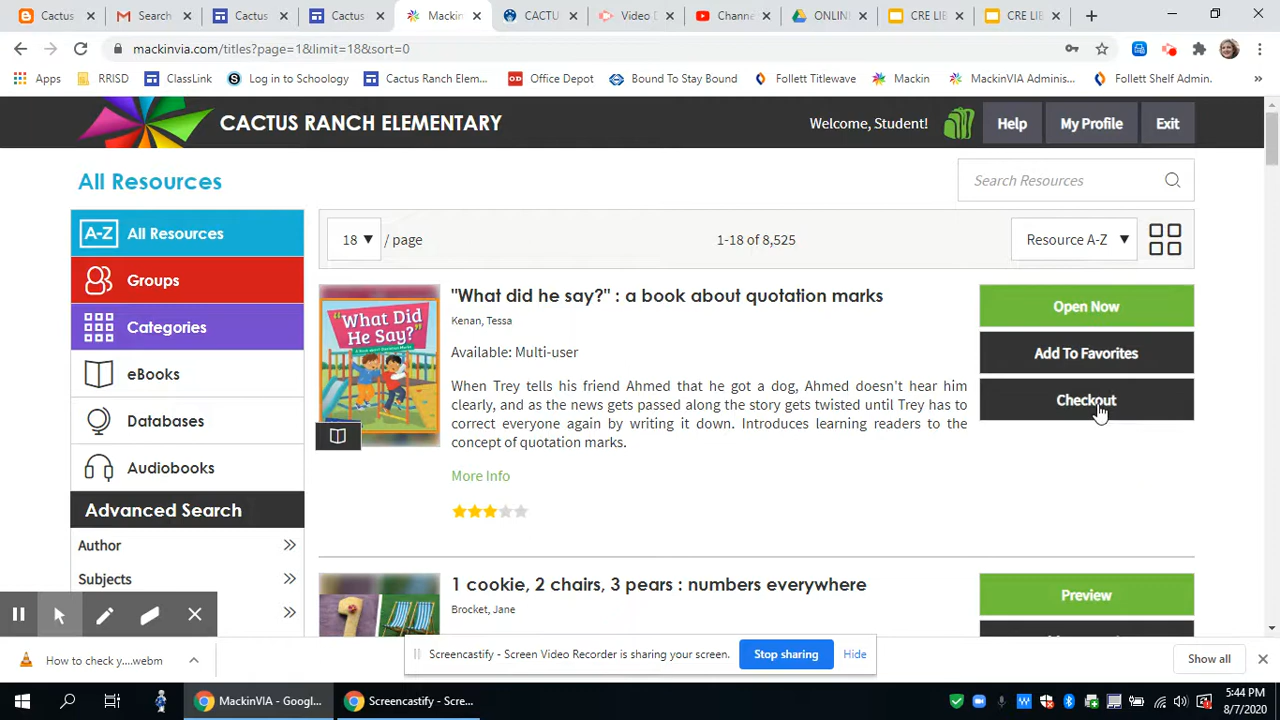 Cactus
Search
Cactus
Cactus
Mackin
CACTU
Video D
Channe
ONLIN
CRE LIB
CRE LIB
mackinvia.com/titles?page=1&limit=18&sort=0
Apps
RRISD
ClassLink
Log in to Schoology
Cactus Ranch Elem...
Office Depot
Bound To Stay Bound
Follett Titlewave
Mackin
MackinVIA Adminis...
Follett Shelf Admin.
CACTUS RANCH ELEMENTARY
Welcome, Student!
Help
My Profile
Exit
All Resources
Search Resources
A-Z All Resources
18 / page
1-18 of 8,525
Resource A-Z
Groups
Categories
eBooks
Databases
Audiobooks
Advanced Search
Author
Subjects
"What Did
He Say?"
"What did he say?" : a book about quotation marks
Kenan, Tessa
Available: Multi-user
When Trey tells his friend Ahmed that he got a dog, Ahmed doesn't hear him
clearly, and as the news gets passed along the story gets twisted until Trey has to
correct everyone again by writing it down. Introduces learning readers to the
concept of quotation marks.
More Info
Open Now
Add To Favorites
Checkout
1 cookie, 2 chairs, 3 pears : numbers everywhere
Brocket, Jane
Preview
Screencastify - Screen Video Recorder is sharing your screen.
Stop sharing
Hide
How to check y....webm
Show all
MackinVIA - Googl...
Screencastify - Scre...
5:44 PM
8/7/2020